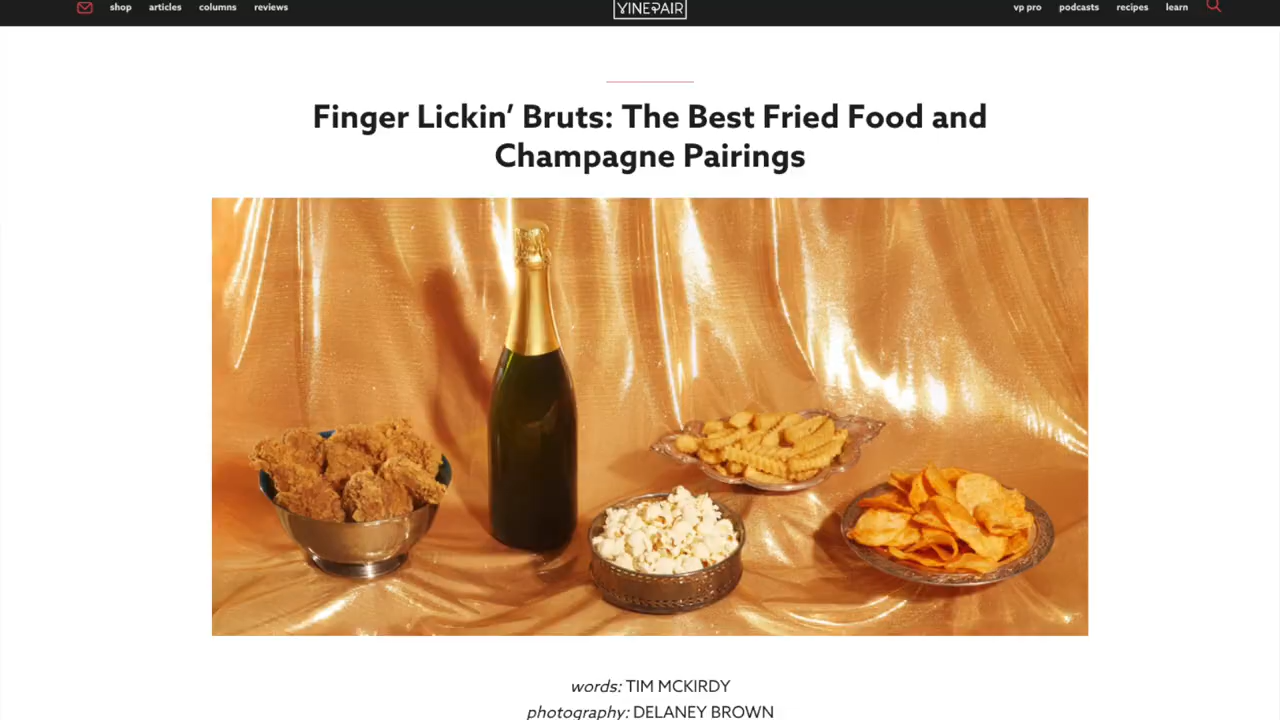 shop articles columns reviews VINEPAIR vp pro podcasts recipes learn
Finger Lickin’ Bruts: The Best Fried Food and
Champagne Pairings
words: TIM MCKIRDY
photography: DELANEY BROWN